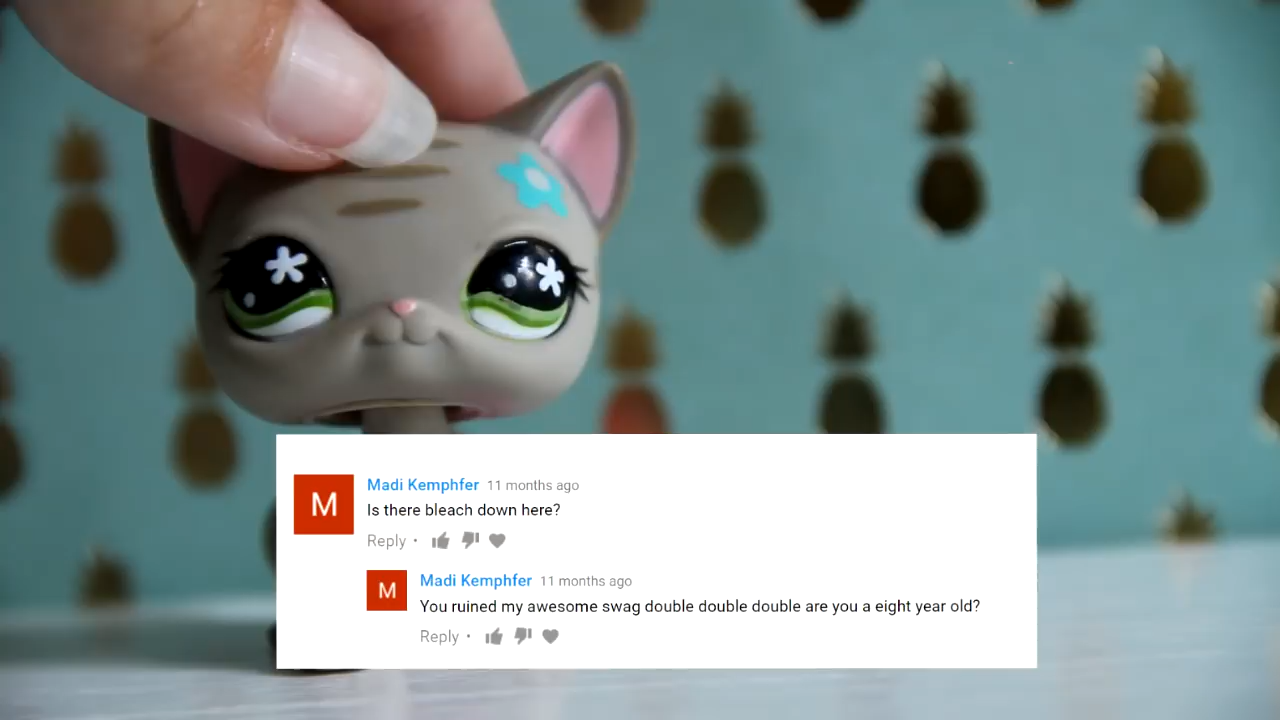 M
Madi Kemphfer 11 months ago
Is there bleach down here?
Reply •
M
Madi Kemphfer 11 months ago
You ruined my awesome swag double double double are you a eight year old?
Reply •